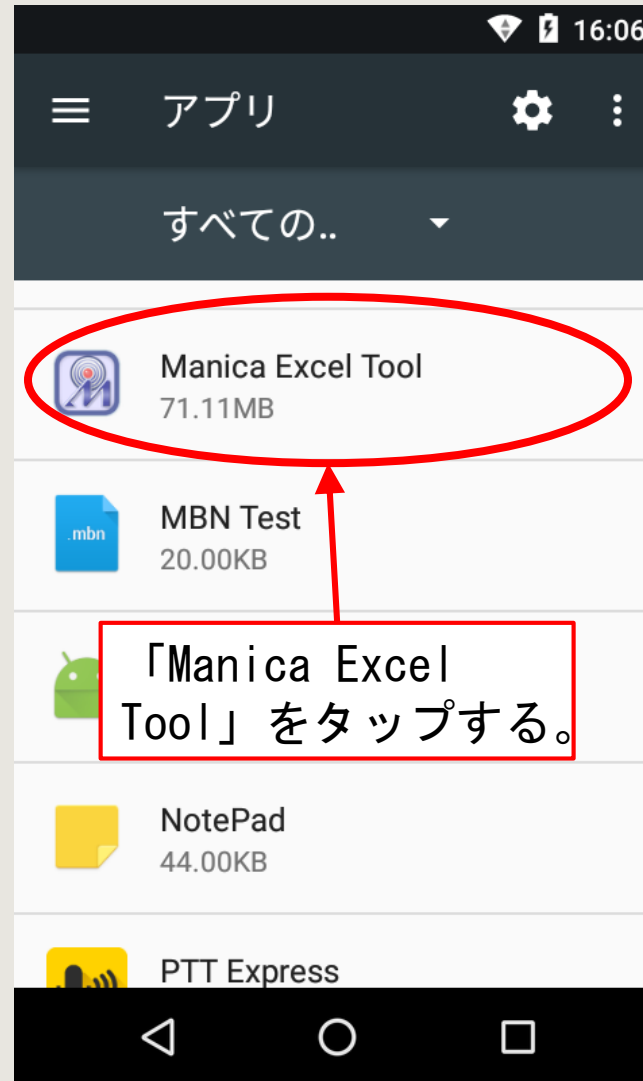 16:06
アプリ
すべての..
Manica Excel Tool
71.11MB
.mbn
MBN Test
20.00KB
「Manica Excel
Tool」をタップする。
NotePad
44.00KB
PTT Express